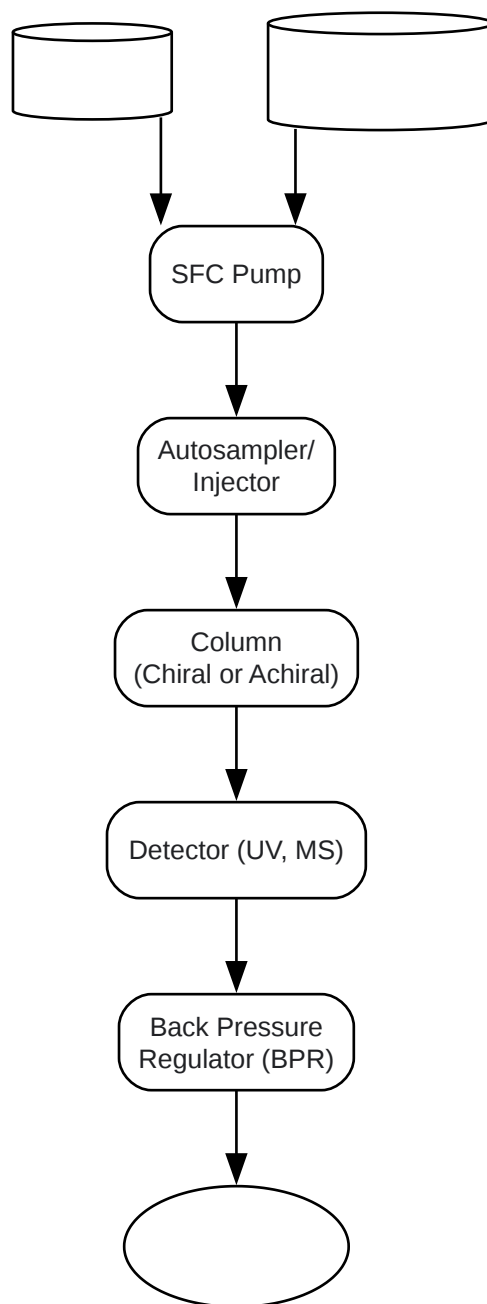 SFC Pump
Autosampler/
Injector
Column
(Chiral or Achiral)
Detector (UV, MS)
Back Pressure
Regulator (BPR)